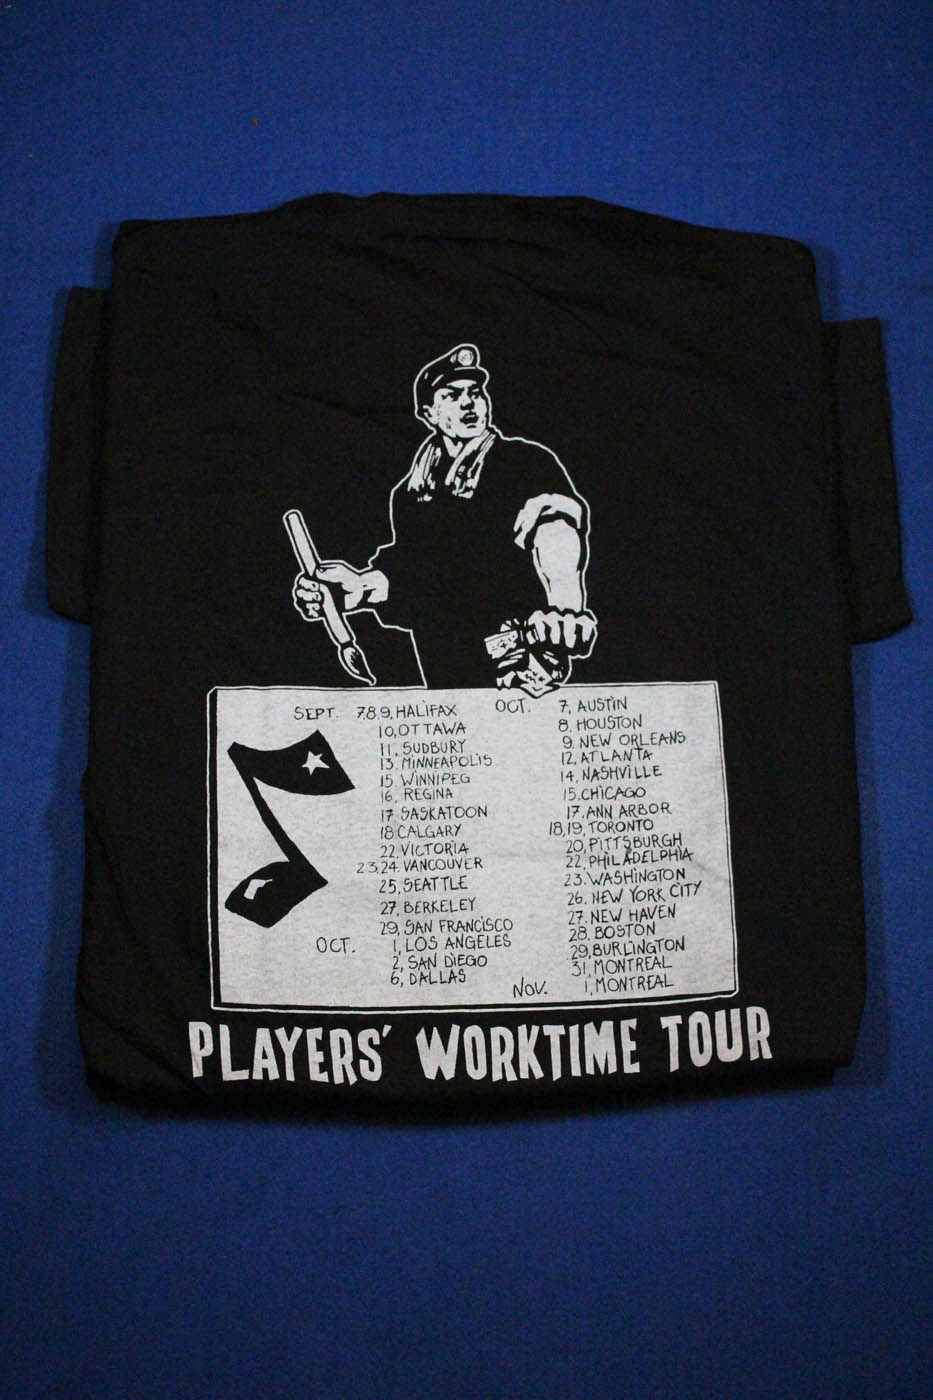 SEPT. 7,8,9, HALIFAX
10, OTTAWA
11, SUDBURY
13, MINNEAPOLIS
15, WINNIPEG
16, REGINA
17 SASKATOON
18 CALGARY
22, VICTORIA
23,24, VANCOUVER
25, SEATTLE
27, BERKELEY
29, SAN FRANCISCO
OCT. 1, LOS ANGELES
2, SAN DIEGO
6, DALLAS
OCT. 7, AUSTIN
8, HOUSTON
9, NEW ORLEANS
12, ATLANTA
14, NASHVILLE
15, CHICAGO
17, ANN ARBOR
18,19, TORONTO
20, PITTSBURGH
22, PHILADELPHIA
23, WASHINGTON
26, NEW YORK CITY
27, NEW HAVEN
28, BOSTON
29, BURLINGTON
31, MONTREAL
NOV. 1, MONTREAL
PLAYERS' WORKTIME TOUR